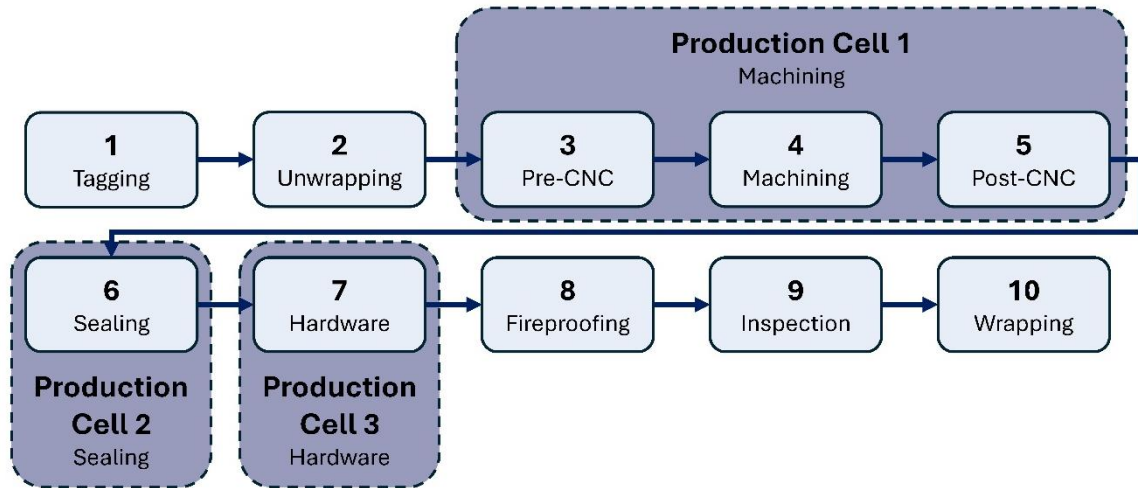 Production Cell 1
Machining
1
Tagging
2
Unwrapping
3
Pre-CNC
4
Machining
5
Post-CNC
6
Sealing
7
Hardware
8
Fireproofing
9
Inspection
10
Wrapping
Production
Cell 2
Sealing
Production
Cell 3
Hardware